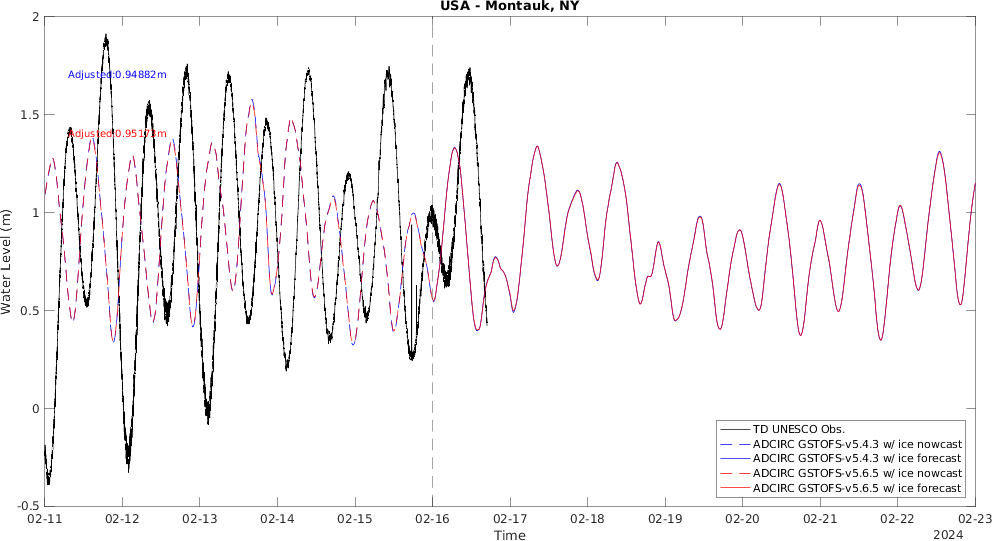 USA - Montauk, NY
2
1.5
1
0.5
0
-0.5
Water Level (m)
Adjusted:0.94882m
Adjusted:0.95173m
TD UNESCO Obs.
ADCIRC GSTOFS-v5.4.3 w/ ice nowcast
ADCIRC GSTOFS-v5.4.3 w/ ice forecast
ADCIRC GSTOFS-v5.6.5 w/ ice nowcast
ADCIRC GSTOFS-v5.6.5 w/ ice forecast
02-11 02-12 02-13 02-14 02-15 02-16 02-17 02-18 02-19 02-20 02-21 02-22 02-23
Time
2024